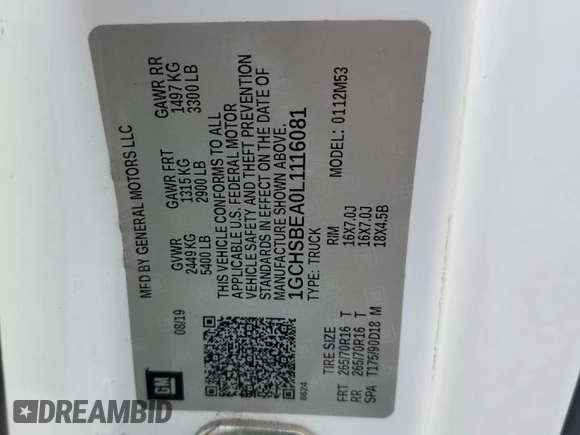 MFD BY GENERAL MOTORS LLC
08/19
GVWR
2449 KG
5400 LB
GAWR FRT
1315 KG
2900 LB
GAWR RR
1497 KG
3300 LB
THIS VEHICLE CONFORMS TO ALL
APPLICABLE U.S. FEDERAL MOTOR
VEHICLE SAFETY AND THEFT PREVENTION
STANDARDS IN EFFECT ON THE DATE OF
MANUFACTURE SHOWN ABOVE.
1GCHSBEA0L1116081
TYPE: TRUCK
MODEL: 0112M53
8624
TIRE SIZE RIM
FRT 265/70R16 T 16X7.0J
RR 265/70R16 T 16X7.0J
SPA T175/90D18 M 18X4.5B
GM
DREAMBID